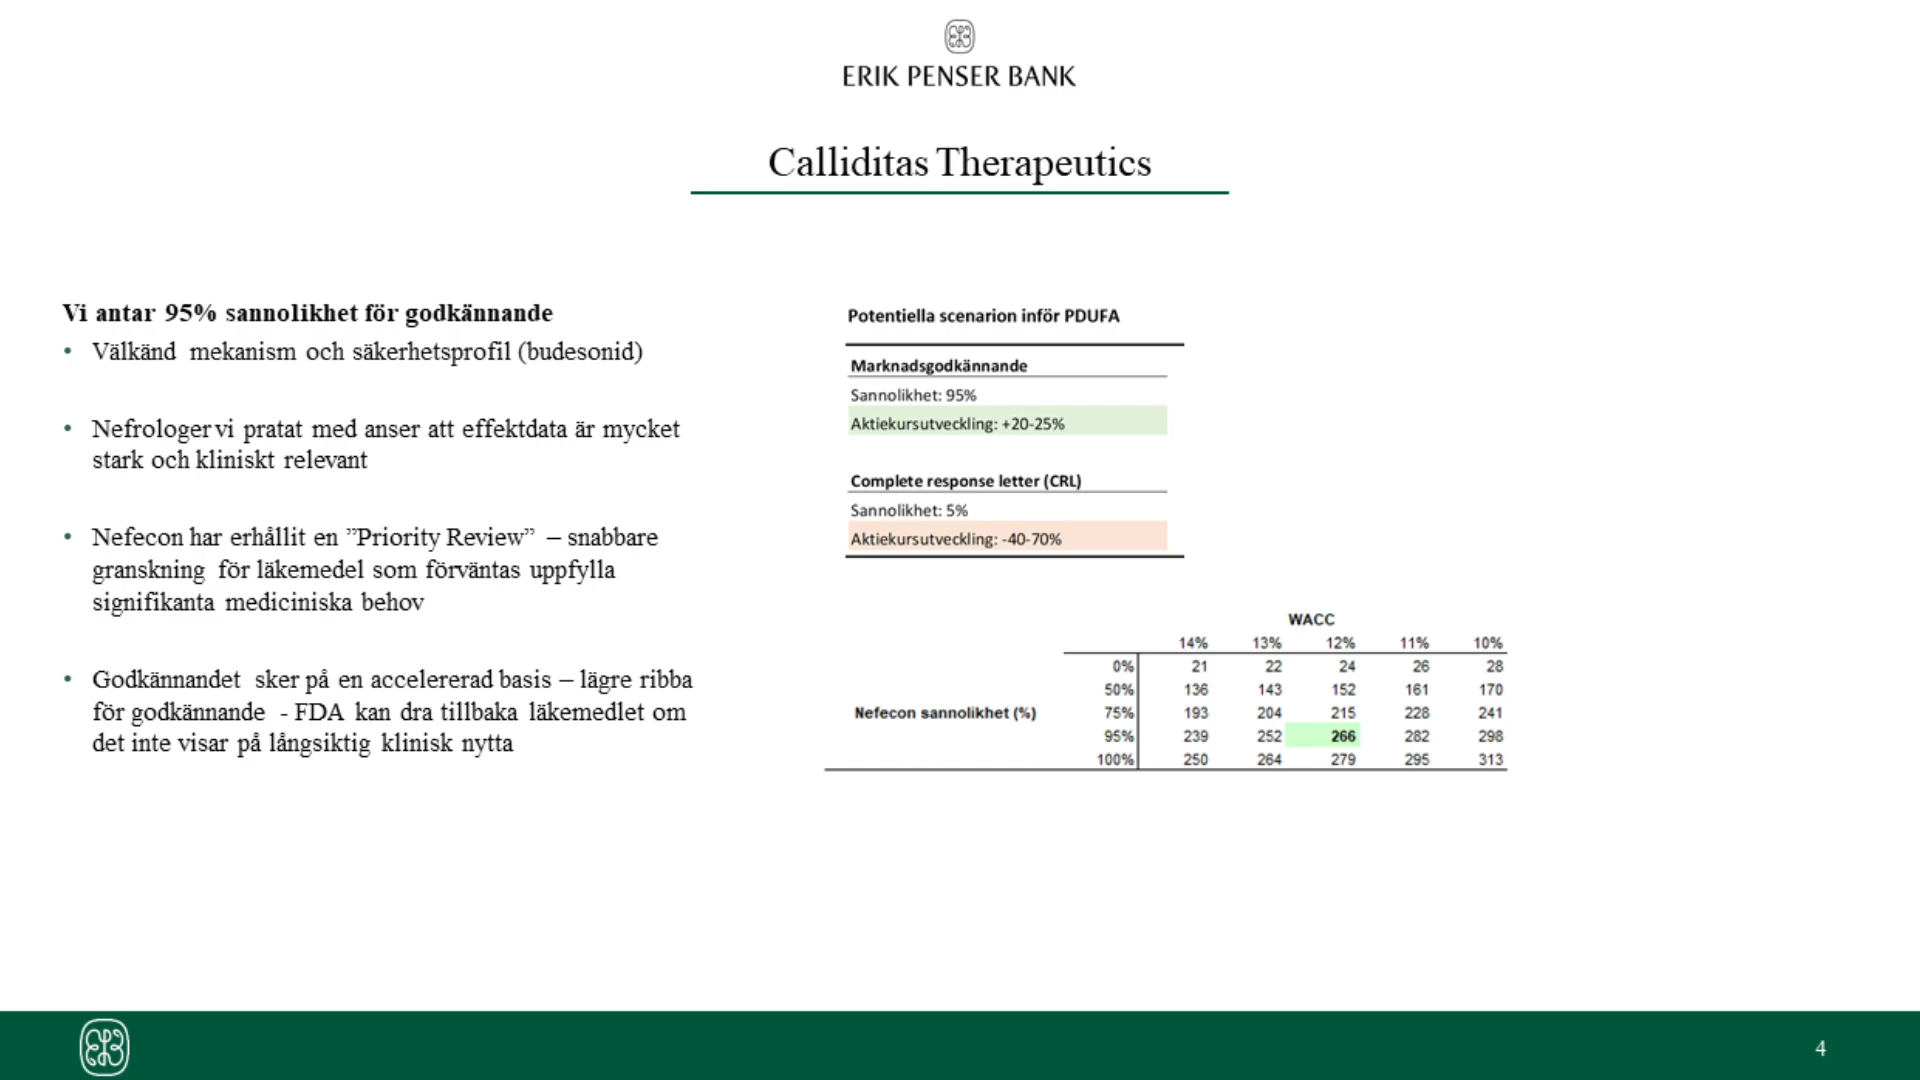 ERIK PENSER BANK
Calliditas Therapeutics
Vi antar 95% sannolikhet för godkännande
• Välkänd mekanism och säkerhetsprofil (budesonid)
• Nefrologer vi pratat med anser att effektdata är mycket
stark och kliniskt relevant
• Nefecon har erhållit en ”Priority Review” – snabbare
granskning för läkemedel som förväntas uppfylla
signifikanta mediciniska behov
• Godkännandet sker på en accelererad basis – lägre ribba
för godkännande - FDA kan dra tillbaka läkemedlet om
det inte visar på långsiktig klinisk nytta
Potentiella scenarion inför PDUFA
Marknadsgodkännande
Sannolikhet: 95%
Aktiekursutveckling: +20-25%
Complete response letter (CRL)
Sannolikhet: 5%
Aktiekursutveckling: -40-70%
WACC
14% 13% 12% 11% 10%
0% 21 22 24 26 28
50% 136 143 152 161 170
Nefecon sannolikhet (%) 75% 193 204 215 228 241
95% 239 252 266 282 298
100% 250 264 279 295 313
4